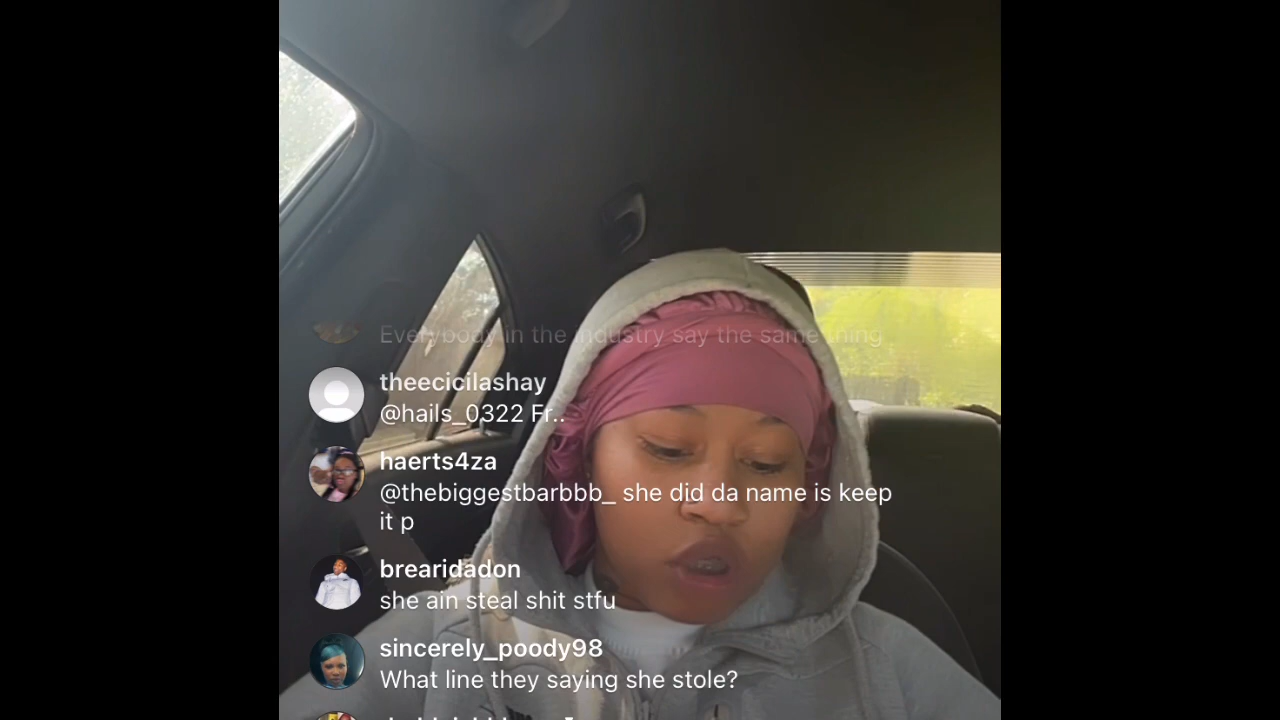 Everybody in the industry say the same thing
theecicilashay
@hails_0322 Fr..
haerts4za
@thebiggestbarbbb_ she did da name is keep
it p
brearidadon
she ain steal shit stfu
sincerely_poody98
What line they saying she stole?